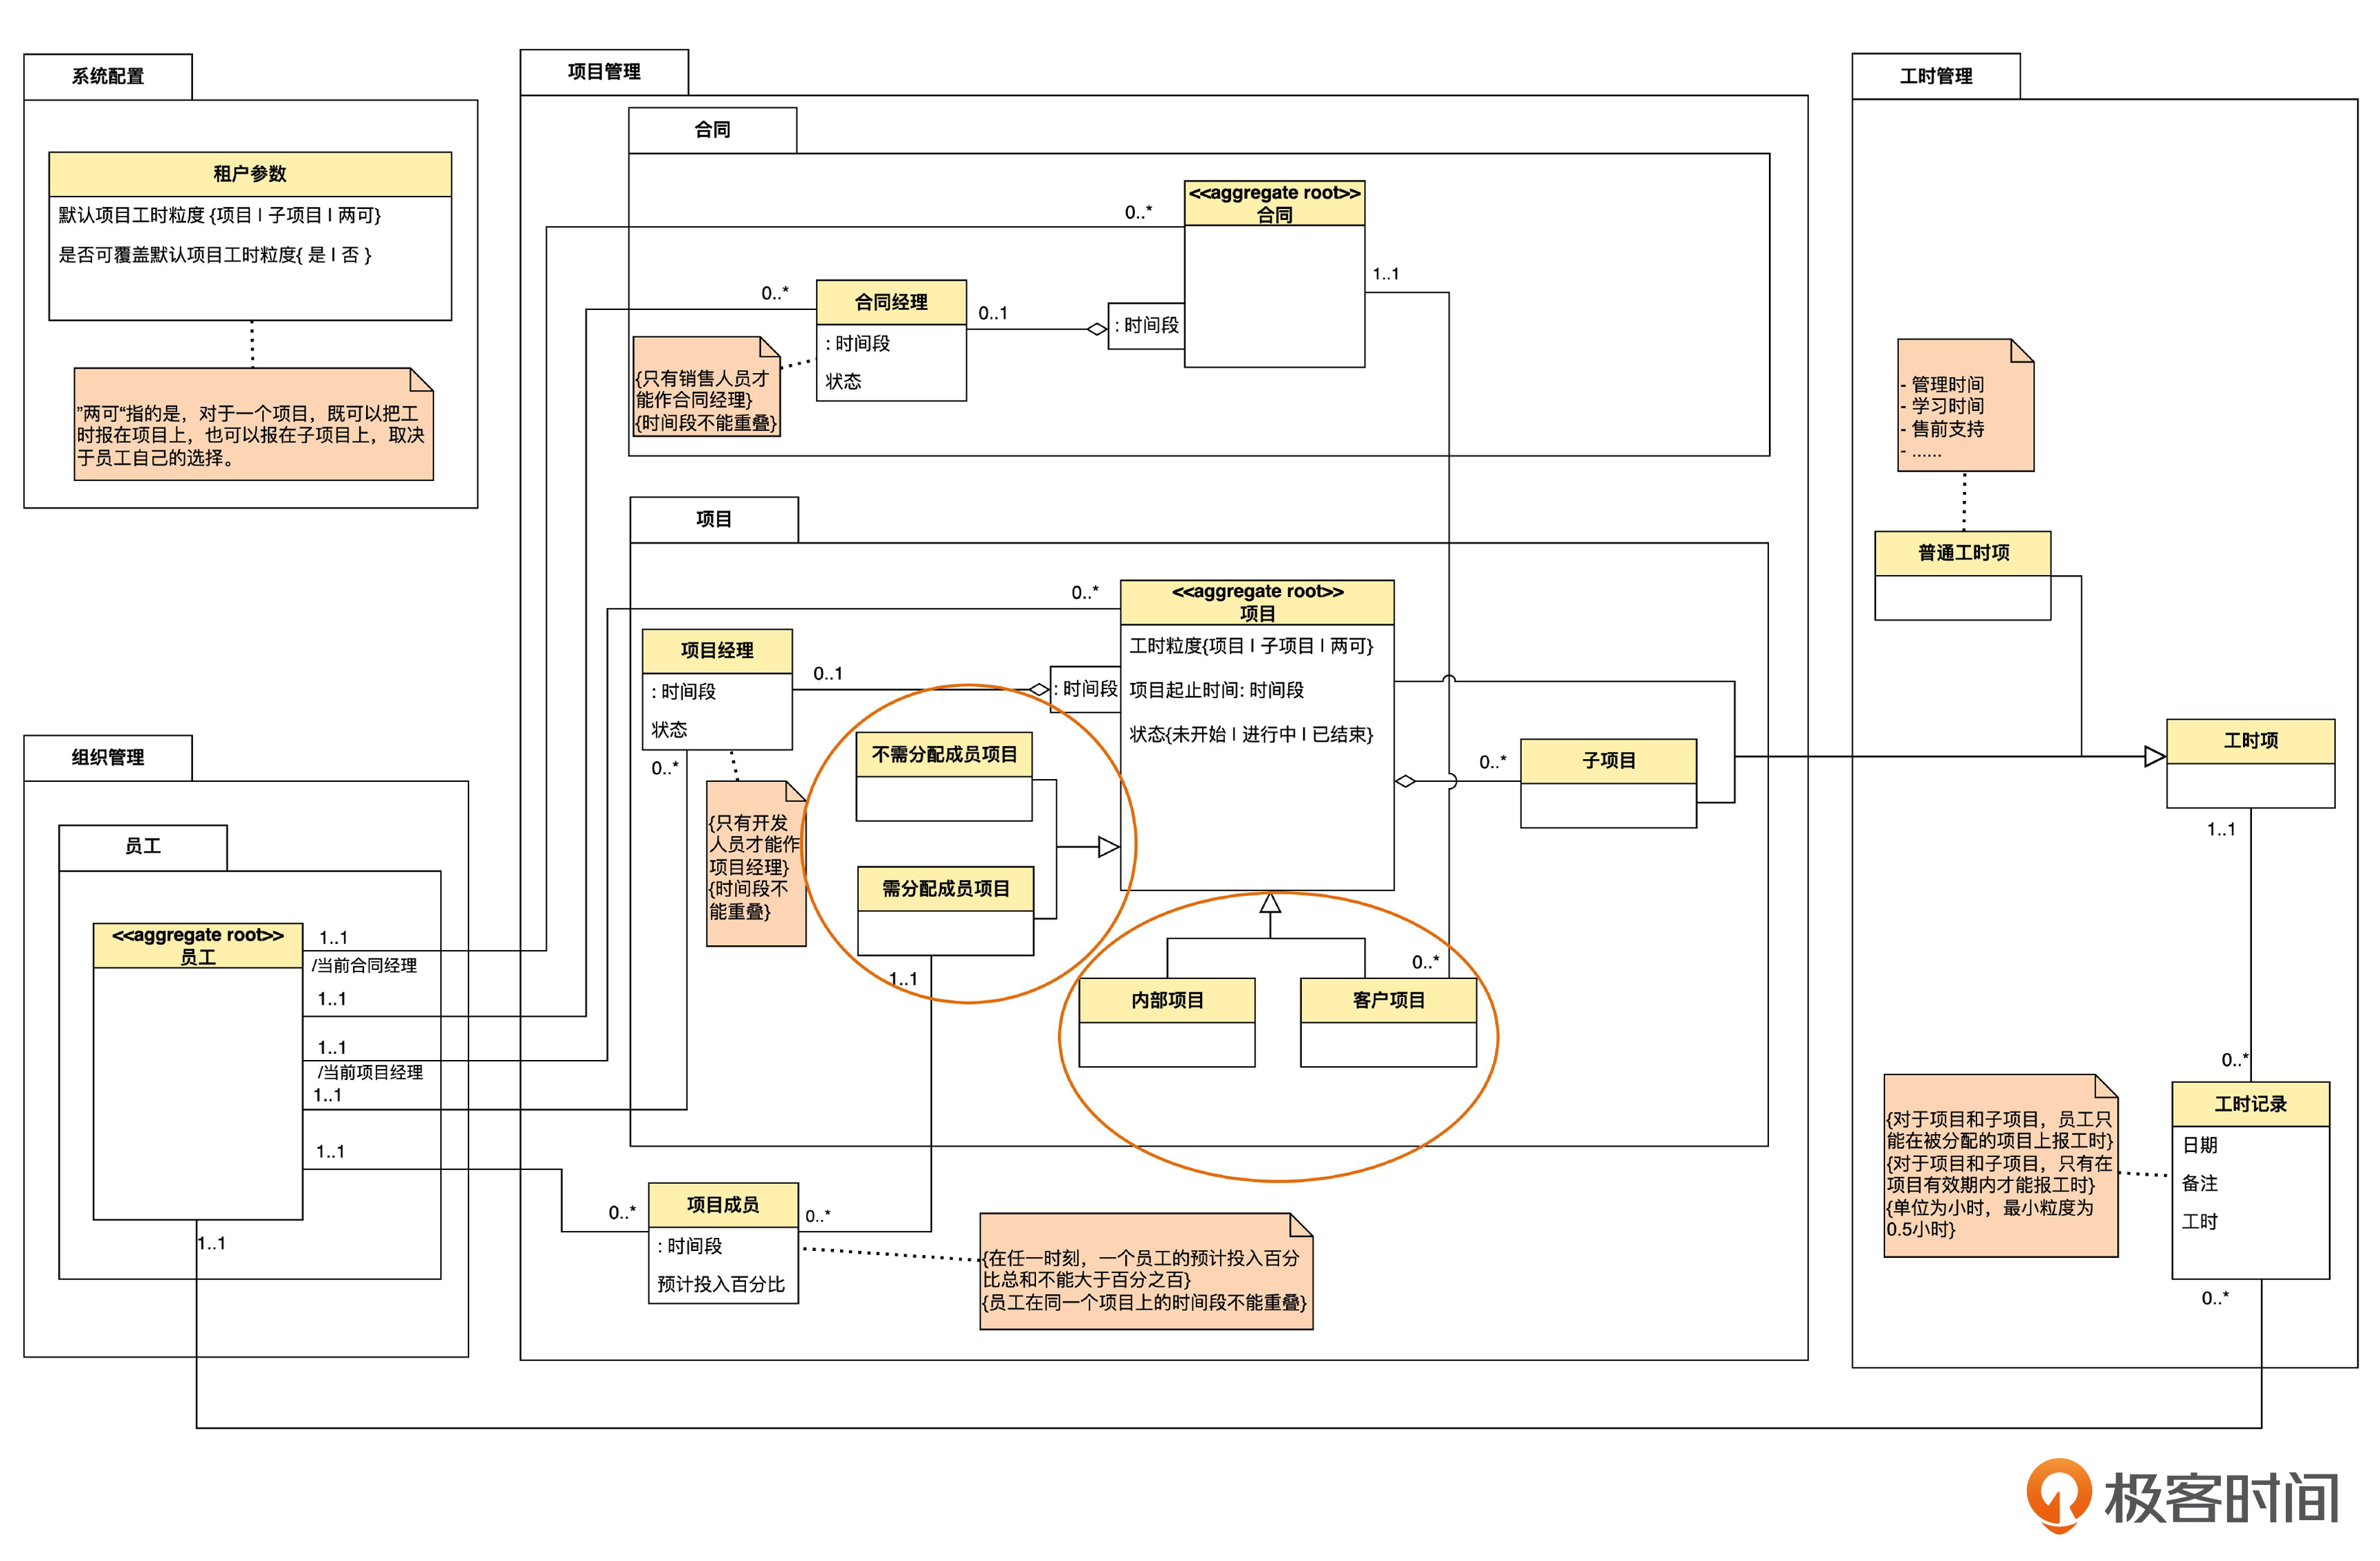 系统配置
租户参数
默认项目工时粒度 {项目 | 子项目 | 两可}
是否可覆盖默认项目工时粒度{ 是 | 否 }
”两可“指的是，对于一个项目，既可以把工
时报在项目上，也可以报在子项目上，取决
于员工自己的选择。
项目管理
合同
<<aggregate root>>
合同
0..*
1..1
合同经理
: 时间段
状态
0..*
0..1
: 时间段
{只有销售人员才
能作合同经理}
{时间段不能重叠}
项目
<<aggregate root>>
项目
工时粒度{项目 | 子项目 | 两可}
项目起止时间: 时间段
状态{未开始 | 进行中 | 已结束}
0..*
项目经理
: 时间段
状态
0..1
: 时间段
0..*
{只有开发
人员才能作
项目经理}
{时间段不
能重叠}
不需分配成员项目
需分配成员项目
1..1
0..*
子项目
0..*
内部项目
客户项目
项目成员
: 时间段
预计投入百分比
0..*
0..*
{在任一时刻，一个员工的预计投入百分
比总和不能大于百分之百}
{员工在同一个项目上的时间段不能重叠}
组织管理
员工
<<aggregate root>>
员工
1..1
/当前合同经理
1..1
1..1
/当前项目经理
1..1
1..1
1..1
工时管理
- 管理时间
- 学习时间
- 售前支持
- ......
普通工时项
工时项
1..1
0..*
工时记录
日期
备注
工时
0..*
{对于项目和子项目，员工只
能在被分配的项目上报工时}
{对于项目和子项目，只有在
项目有效期内才能报工时}
{单位为小时，最小粒度为
0.5小时}
极客时间